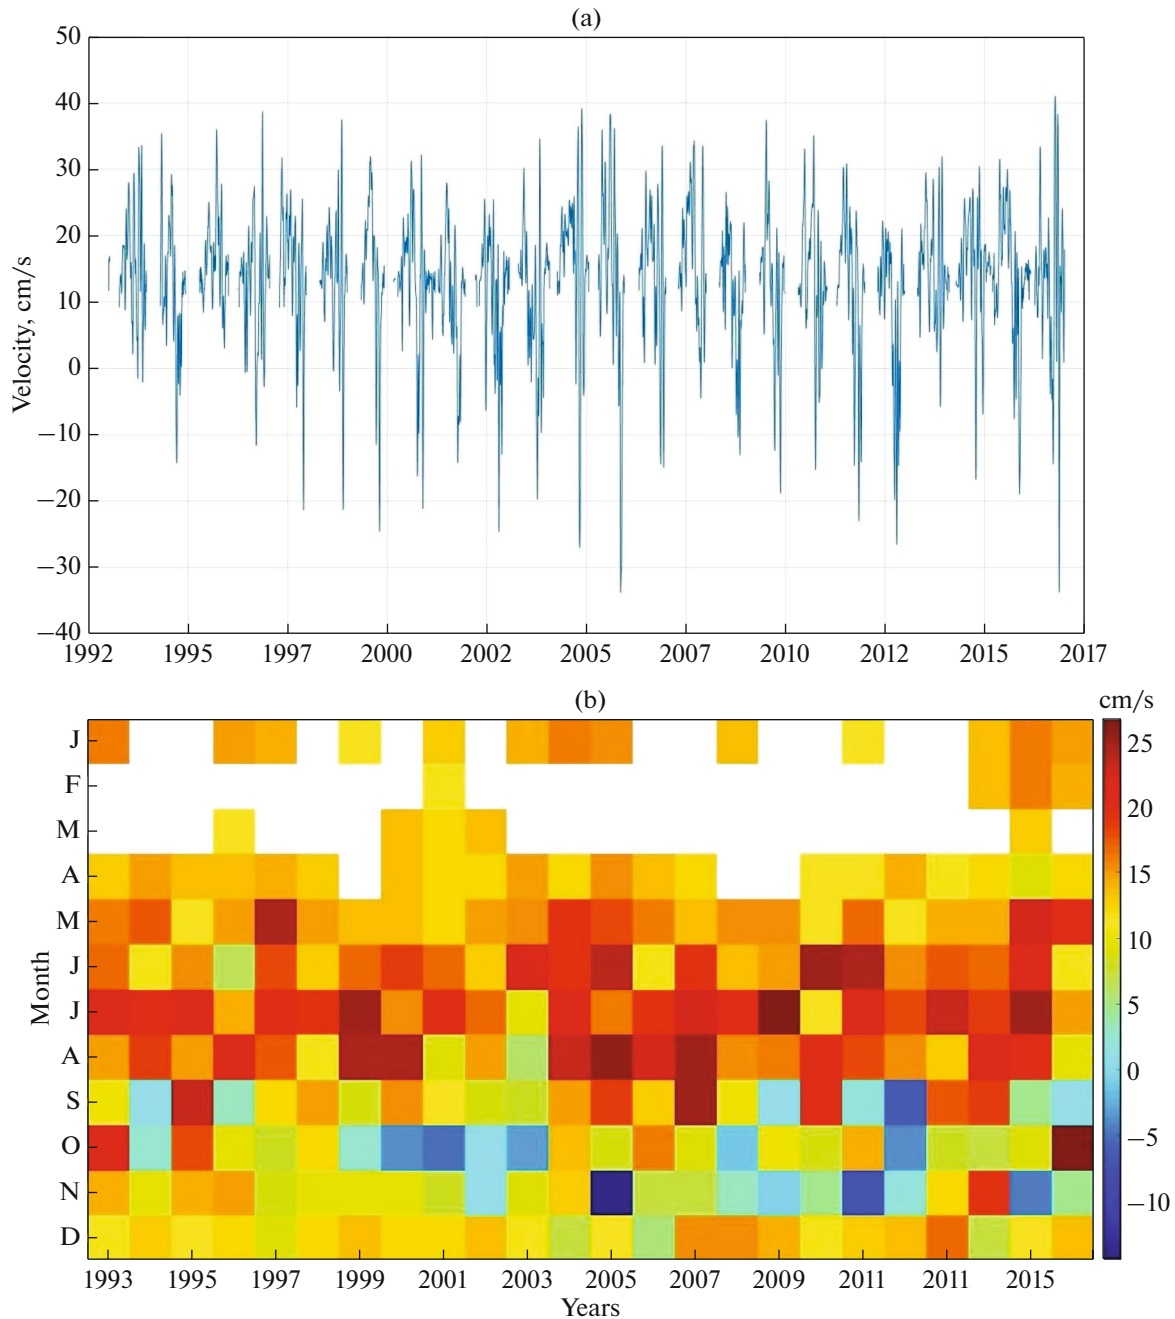 (a)
50
40
30
20
10
0
−10
−20
−30
−40
Velocity, cm/s
1992 1995 1997 2000 2002 2005 2007 2010 2012 2015 2017
(b)
cm/s
J
F
M
A
M
J
J
A
S
O
N
D
Month
25
20
15
10
5
0
−5
−10
1993 1995 1997 1999 2001 2003 2005 2007 2009 2011 2011 2015
Years